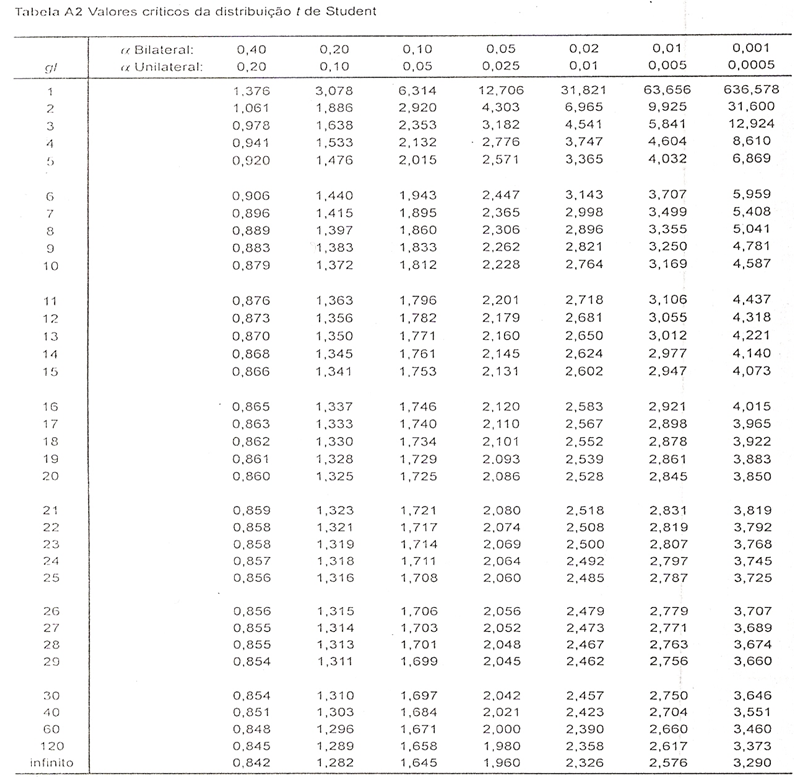 Tabela A2 Valores críticos da distribuição t de Student
α Bilateral: 0,40 0,20 0,10 0,05 0,02 0,01 0,001
gl α Unilateral: 0,20 0,10 0,05 0,025 0,01 0,005 0,0005
1 1,376 3,078 6,314 12,706 31,821 63,656 636,578
2 1,061 1,886 2,920 4,303 6,965 9,925 31,600
3 0,978 1,638 2,353 3,182 4,541 5,841 12,924
4 0,941 1,533 2,132 2,776 3,747 4,604 8,610
5 0,920 1,476 2,015 2,571 3,365 4,032 6,869
6 0,906 1,440 1,943 2,447 3,143 3,707 5,959
7 0,896 1,415 1,895 2,365 2,998 3,499 5,408
8 0,889 1,397 1,860 2,306 2,896 3,355 5,041
9 0,883 1,383 1,833 2,262 2,821 3,250 4,781
10 0,879 1,372 1,812 2,228 2,764 3,169 4,587
11 0,876 1,363 1,796 2,201 2,718 3,106 4,437
12 0,873 1,356 1,782 2,179 2,681 3,055 4,318
13 0,870 1,350 1,771 2,160 2,650 3,012 4,221
14 0,868 1,345 1,761 2,145 2,624 2,977 4,140
15 0,866 1,341 1,753 2,131 2,602 2,947 4,073
16 0,865 1,337 1,746 2,120 2,583 2,921 4,015
17 0,863 1,333 1,740 2,110 2,567 2,898 3,965
18 0,862 1,330 1,734 2,101 2,552 2,878 3,922
19 0,861 1,328 1,729 2,093 2,539 2,861 3,883
20 0,860 1,325 1,725 2,086 2,528 2,845 3,850
21 0,859 1,323 1,721 2,080 2,518 2,831 3,819
22 0,858 1,321 1,717 2,074 2,508 2,819 3,792
23 0,858 1,319 1,714 2,069 2,500 2,807 3,768
24 0,857 1,318 1,711 2,064 2,492 2,797 3,745
25 0,856 1,316 1,708 2,060 2,485 2,787 3,725
26 0,856 1,315 1,706 2,056 2,479 2,779 3,707
27 0,855 1,314 1,703 2,052 2,473 2,771 3,689
28 0,855 1,313 1,701 2,048 2,467 2,763 3,674
29 0,854 1,311 1,699 2,045 2,462 2,756 3,660
30 0,854 1,310 1,697 2,042 2,457 2,750 3,646
40 0,851 1,303 1,684 2,021 2,423 2,704 3,551
60 0,848 1,296 1,671 2,000 2,390 2,660 3,460
120 0,845 1,289 1,658 1,980 2,358 2,617 3,373
infinito 0,842 1,282 1,645 1,960 2,326 2,576 3,290